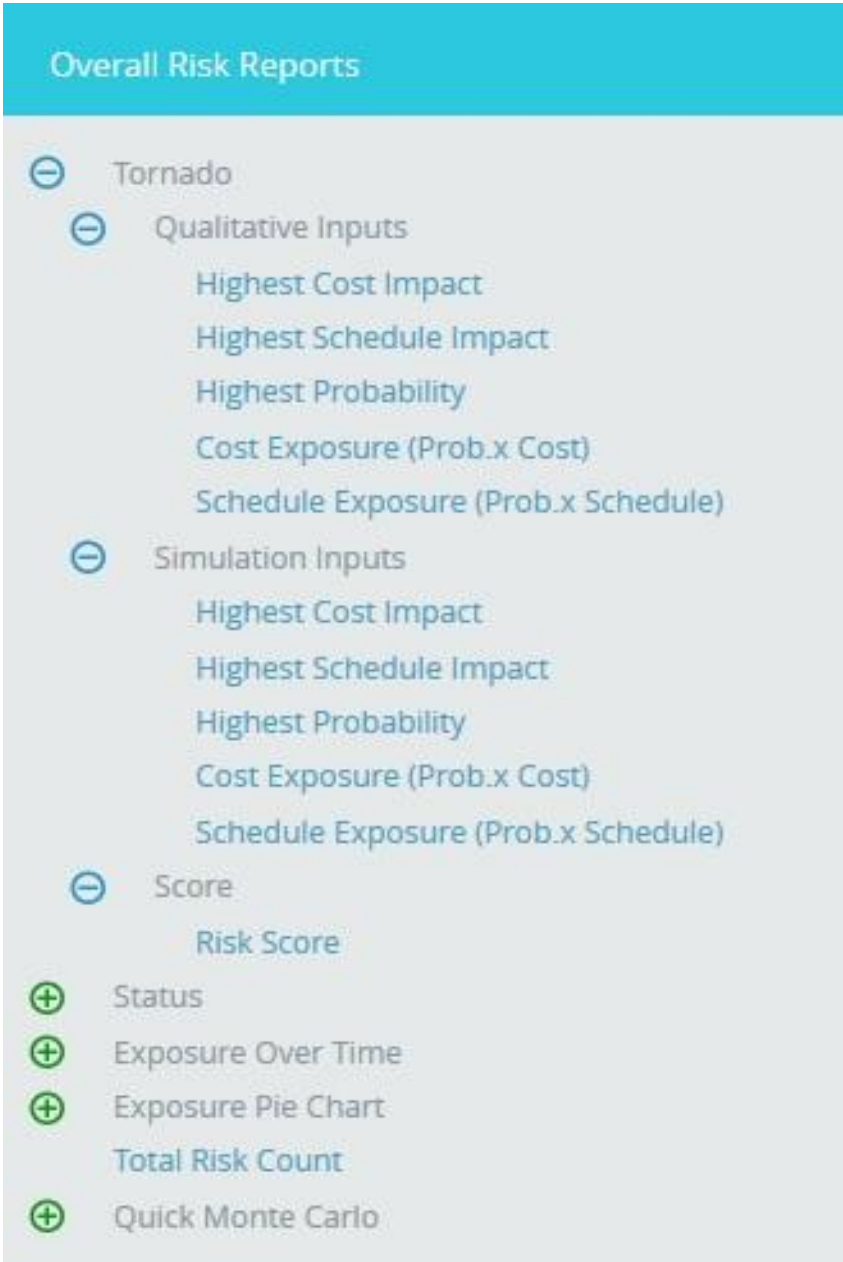 Overall Risk Reports
Tornado
Qualitative Inputs
Highest Cost Impact
Highest Schedule Impact
Highest Probability
Cost Exposure (Prob.x Cost)
Schedule Exposure (Prob.x Schedule)
Simulation Inputs
Highest Cost Impact
Highest Schedule Impact
Highest Probability
Cost Exposure (Prob.x Cost)
Schedule Exposure (Prob.x Schedule)
Score
Risk Score
Status
Exposure Over Time
Exposure Pie Chart
Total Risk Count
Quick Monte Carlo